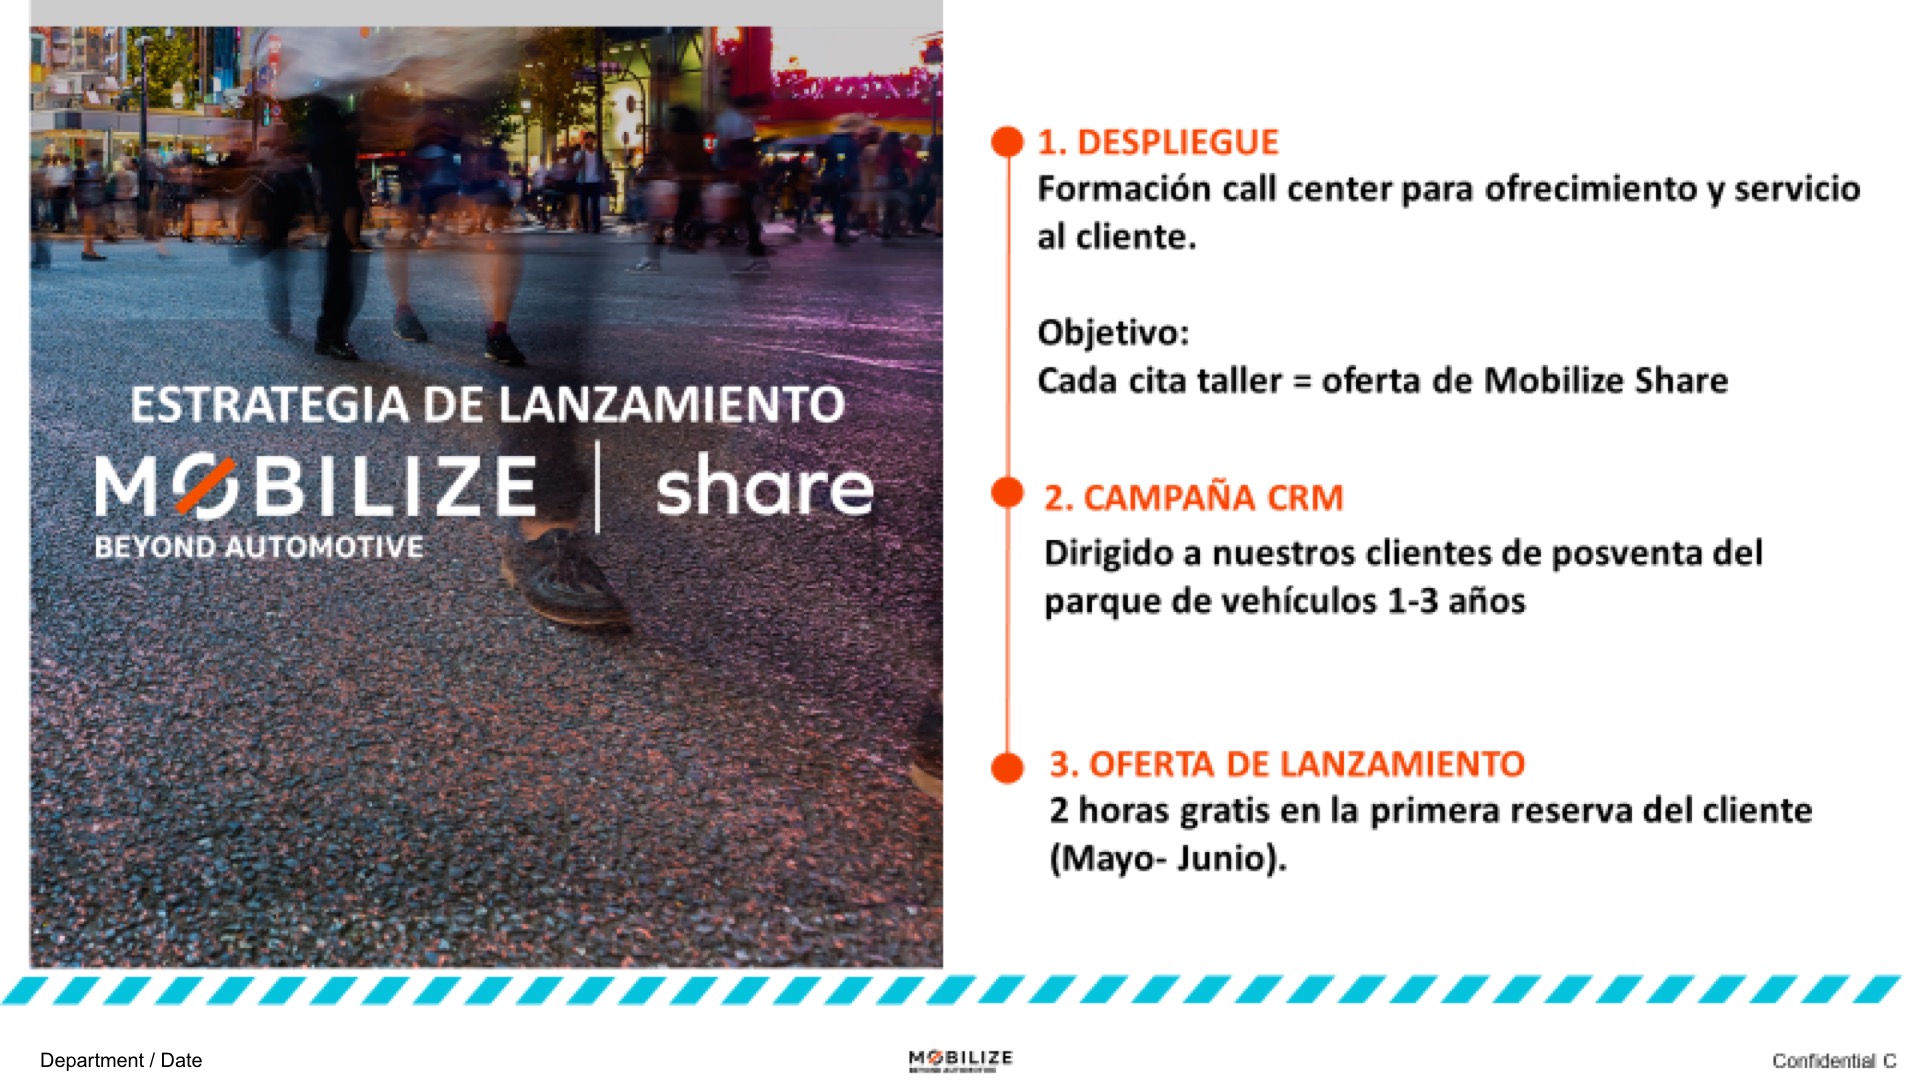 ESTRATEGIA DE LANZAMIENTO
MOBILIZE | share
BEYOND AUTOMOTIVE
1. DESPLIEGUE
Formación call center para ofrecimiento y servicio
al cliente.
Objetivo:
Cada cita taller = oferta de Mobilize Share
2. CAMPAÑA CRM
Dirigido a nuestros clientes de posventa del
parque de vehículos 1-3 años
3. OFERTA DE LANZAMIENTO
2 horas gratis en la primera reserva del cliente
(Mayo- Junio).
Department / Date
MOBILIZE
BEYOND AUTOMOTIVE
Confidential C